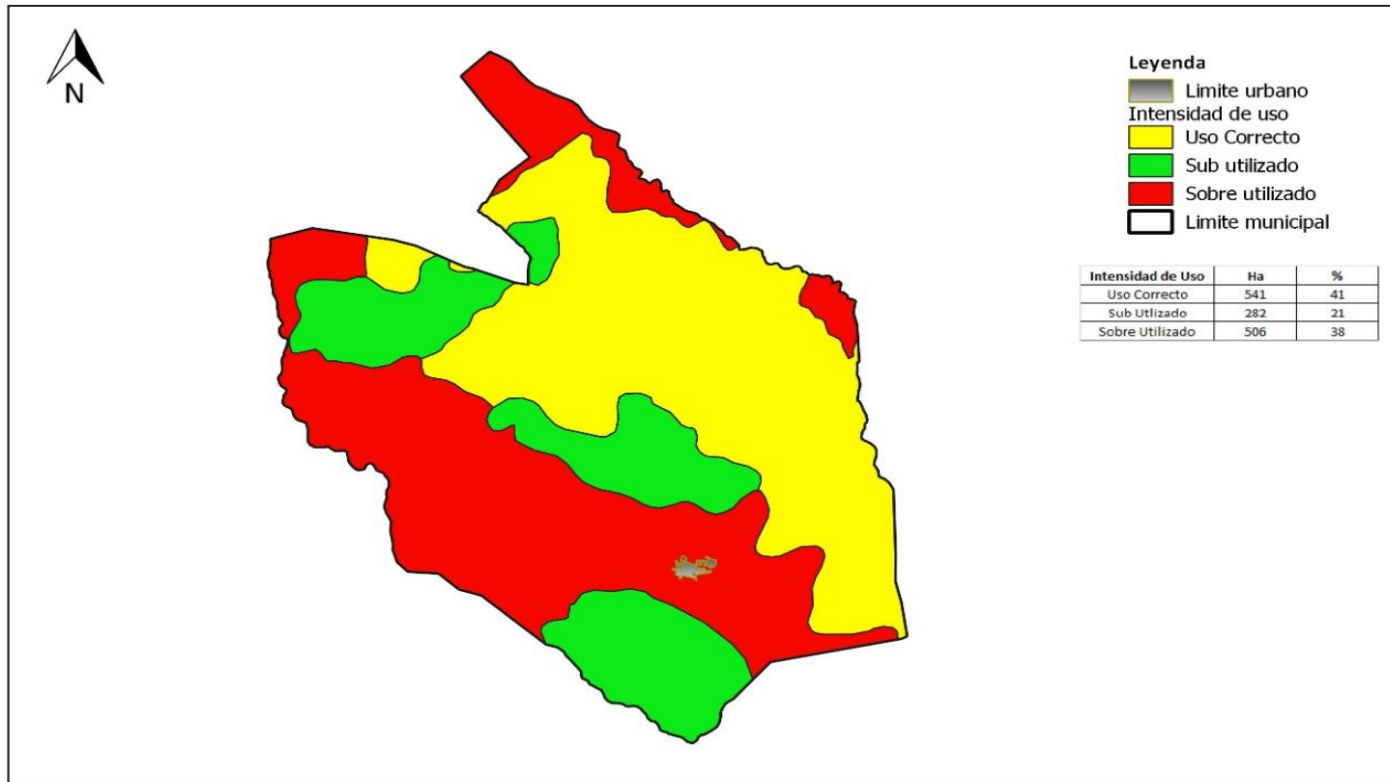 N
Leyenda
Limite urbano
Intensidad de uso
Uso Correcto
Sub utilizado
Sobre utilizado
Limite municipal
Intensidad de Uso Ha %
Uso Correcto 541 41
Sub Utlizado 282 21
Sobre Utilizado 506 38